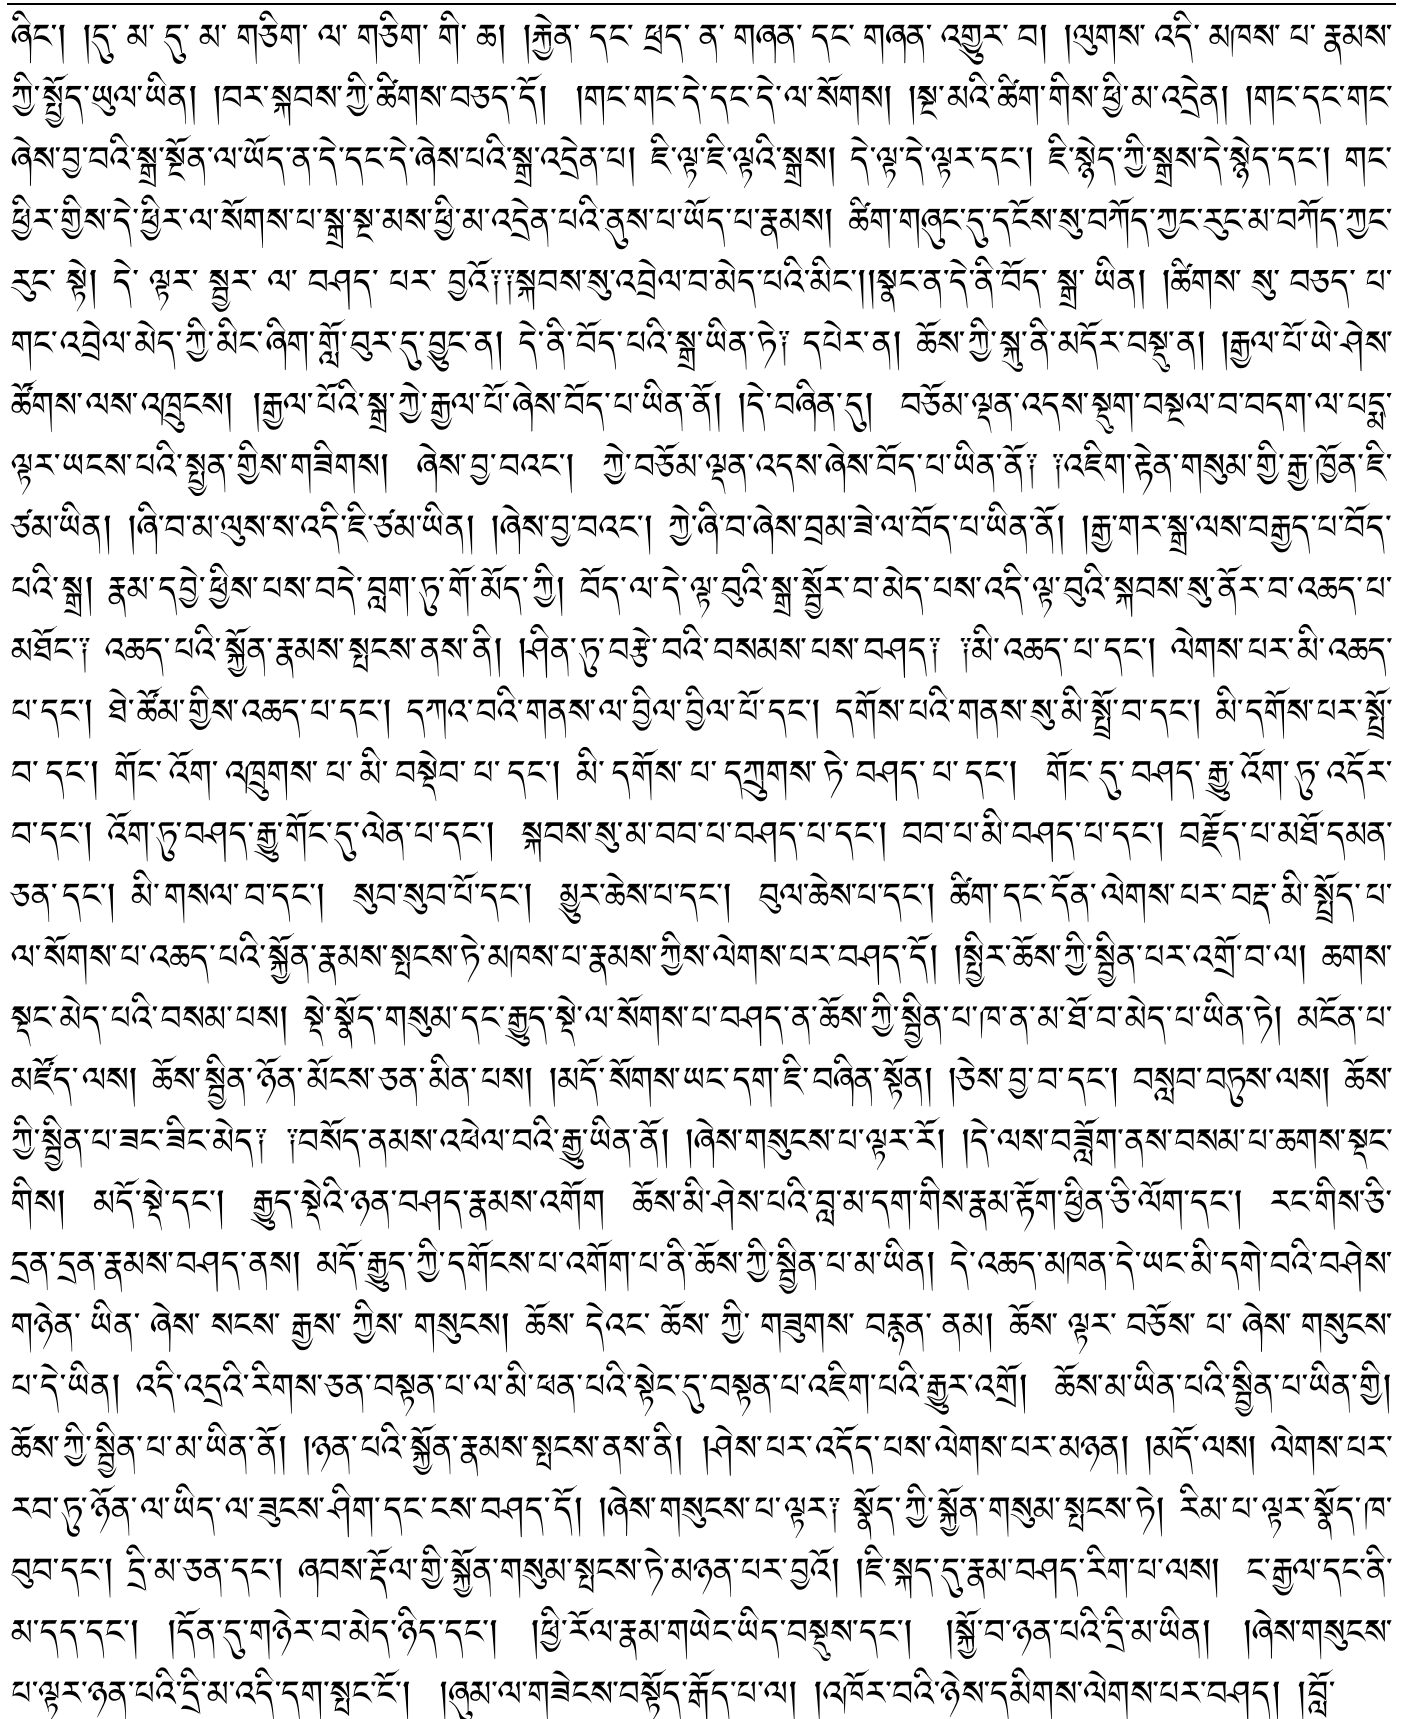 ཞིང་། །དུ་མ་དུ་མ་གཅིག་ལ་གཅིག་གི་ཆ། །རྐྱེན་དང་ཕྲད་ན་གཞན་དང་གཞན་འགྱུར་བ། །ལུགས་འདི་མཁས་པ་རྣམས་
ཀྱི་སྤྱོད་ཡུལ་ཡིན། །བར་སྐབས་ཀྱི་ཚིགས་བཅད་དོ། །གང་གང་དེ་དང་དེ་ལ་སོགས། །སྔ་མའི་ཚིག་གིས་ཕྱི་མ་འདྲེན། །གང་དང་གང་
ཞེས་བྱ་བའི་སྒྲ་སྔོན་ལ་ཡོད་ན་དེ་དང་དེ་ཞེས་པའི་སྒྲ་འདྲེན་པ། ཇི་ལྟ་ཇི་ལྟའི་སྒྲས། དེ་ལྟ་དེ་ལྟར་དང་། ཇི་སྙེད་ཀྱི་སྒྲས་དེ་སྙེད་དང་། གང་
ཕྱིར་གྱིས་དེ་ཕྱིར་ལ་སོགས་པ་སྒྲ་སྔ་མས་ཕྱི་མ་འདྲེན་པའི་ནུས་པ་ཡོད་པ་རྣམས། ཚིག་གཞུང་དུ་དངོས་སུ་བཀོད་ཀྱང་རུང་མ་བཀོད་ཀྱང་
རུང་སྟེ། དེ་ལྟར་སྦྱར་ལ་བཤད་པར་བྱའོ༑༑སྐབས་སུ་འབྲེལ་བ་མེད་པའི་མིང་།།སྣང་ན་དེ་ནི་བོད་སྒྲ་ཡིན། །ཚིགས་སུ་བཅད་པ་
གང་འབྲེལ་མེད་ཀྱི་མིང་ཞིག་གློ་བུར་དུ་བྱུང་ན། དེ་ནི་བོད་པའི་སྒྲ་ཡིན་ཏེ༑ དཔེར་ན། ཆོས་ཀྱི་སྐུ་ནི་མདོར་བསྡུ་ན། །རྒྱལ་པོ་ཡེ་ཤེས་
ཚོགས་ལས་འཁྲུངས། །རྒྱལ་པོའི་སྒྲ་ཀྱེ་རྒྱལ་པོ་ཞེས་བོད་པ་ཡིན་ནོ། །དེ་བཞིན་དུ། བཅོམ་ལྡན་འདས་སྡུག་བསྔལ་བ་བདག་ལ་པདྨ་
ལྟར་ཡངས་པའི་སྤྱན་གྱིས་གཟིགས། ཞེས་བྱ་བའང་། ཀྱེ་བཅོམ་ལྡན་འདས་ཞེས་བོད་པ་ཡིན་ནོ༑ ༑འཇིག་རྟེན་གསུམ་གྱི་རྒྱ་ཁྱོན་ཇི་
ཙམ་ཡིན། །ཞི་བ་མ་ལུས་ས་འདི་ཇི་ཙམ་ཡིན། །ཞེས་བྱ་བའང་། ཀྱེ་ཞི་བ་ཞེས་བྲམ་ཟེ་ལ་བོད་པ་ཡིན་ནོ། །རྒྱ་གར་སྒྲ་ལས་བརྒྱད་པ་བོད་
པའི་སྒྲ། རྣམ་དབྱེ་ཕྱིས་པས་བདེ་བླག་ཏུ་གོ་མོད་ཀྱི། བོད་ལ་དེ་ལྟ་བུའི་སྒྲ་སྦྱོར་བ་མེད་པས་འདི་ལྟ་བུའི་སྐབས་སུ་ནོར་བ་འཆད་པ་
མཐོང་༑ འཆད་པའི་སྐྱོན་རྣམས་སྤངས་ནས་ནི། །ཤིན་ཏུ་བརྩེ་བའི་བསམས་པས་བཤད༑ ༑མི་འཆད་པ་དང་། ལེགས་པར་མི་འཆད་
པ་དང་། ཐེ་ཚོམ་གྱིས་འཆད་པ་དང་། དཀའ་བའི་གནས་ལ་བྱིལ་བྱིལ་པོ་དང་། དགོས་པའི་གནས་སུ་མི་སྤྲོ་བ་དང་། མི་དགོས་པར་སྤྲོ་
བ་དང་། གོང་འོག་འཁྲུགས་པ་མི་བསྡེབ་པ་དང་། མི་དགོས་པ་དཀྲུགས་ཏེ་བཤད་པ་དང་། གོང་དུ་བཤད་རྒྱུ་འོག་ཏུ་འདོར་
བ་དང་། འོག་ཏུ་བཤད་རྒྱུ་གོང་དུ་ལེན་པ་དང་། སྐབས་སུ་མ་བབ་པ་བཤད་པ་དང་། བབ་པ་མི་བཤད་པ་དང་། བརྗོད་པ་མཐོ་དམན་
ཅན་དང་། མི་གསལ་བ་དང་། སུབ་སུབ་པོ་དང་། མྱུར་ཆེས་པ་དང་། བུལ་ཆེས་པ་དང་། ཚིག་དང་དོན་ལེགས་པར་བརྡ་མི་སྤྲོད་པ་
ལ་སོགས་པ་འཆད་པའི་སྐྱོན་རྣམས་སྤངས་ཏེ་མཁས་པ་རྣམས་ཀྱིས་ལེགས་པར་བཤད་དོ། །སྤྱིར་ཆོས་ཀྱི་སྦྱིན་པར་འགྲོ་བ་ལ། ཆགས་
སྡང་མེད་པའི་བསམ་པས། སྡེ་སྣོད་གསུམ་དང་རྒྱུད་སྡེ་ལ་སོགས་པ་བཤད་ན་ཆོས་ཀྱི་སྦྱིན་པ་ཁ་ན་མ་ཐོ་བ་མེད་པ་ཡིན་ཏེ། མངོན་པ་
མཛོད་ལས། ཆོས་སྦྱིན་ཉོན་མོངས་ཅན་མིན་པས། །མདོ་སོགས་ཡང་དག་ཇི་བཞིན་སྟོན། །ཅེས་བྱ་བ་དང་། བསླབ་བཏུས་ལས། ཆོས་
ཀྱི་སྦྱིན་པ་ཟང་ཟིང་མེད༑ ༑བསོད་ནམས་འཕེལ་བའི་རྒྱུ་ཡིན་ནོ། །ཞེས་གསུངས་པ་ལྟར་རོ། །དེ་ལས་བཟློག་ནས་བསམ་པ་ཆགས་སྡང་
གིས། མདོ་སྡེ་དང་། རྒྱུད་སྡེའི་ཉན་བཤད་རྣམས་འགོག ཆོས་མི་ཤེས་པའི་བླ་མ་དག་གིས་རྣམ་རྟོག་ཕྱིན་ཅི་ལོག་དང་། རང་གིས་ཅི་
དྲན་དྲན་རྣམས་བཤད་ནས། མདོ་རྒྱུད་ཀྱི་དགོངས་པ་འགོག་པ་ནི་ཆོས་ཀྱི་སྦྱིན་པ་མ་ཡིན། དེ་འཆད་མཁན་དེ་ཡང་མི་དགེ་བའི་བཤེས་
གཉེན་ཡིན་ཞེས་སངས་རྒྱས་ཀྱིས་གསུངས། ཆོས་དེའང་ཆོས་ཀྱི་གཟུགས་བརྙན་ནམ། ཆོས་ལྟར་བཅོས་པ་ཞེས་གསུངས་
པ་དེ་ཡིན། འདི་འདྲའི་རིགས་ཅན་བསྟན་པ་ལ་མི་ཕན་པའི་སྟེང་དུ་བསྟན་པ་འཇིག་པའི་རྒྱུར་འགྲོ། ཆོས་མ་ཡིན་པའི་སྦྱིན་པ་ཡིན་གྱི།
ཆོས་ཀྱི་སྦྱིན་པ་མ་ཡིན་ནོ། །ཉན་པའི་སྐྱོན་རྣམས་སྤངས་ནས་ནི། །ཤེས་པར་འདོད་པས་ལེགས་པར་མཉན། །མདོ་ལས། ལེགས་པར་
རབ་ཏུ་ཉོན་ལ་ཡིད་ལ་ཟུངས་ཤིག་དང་ངས་བཤད་དོ། །ཞེས་གསུངས་པ་ལྟར༑ སྣོད་ཀྱི་སྐྱོན་གསུམ་སྤངས་ཏེ། རིམ་པ་ལྟར་སྣོད་ཁ་
བུབ་དང་། དྲི་མ་ཅན་དང་། ཞབས་རྡོལ་གྱི་སྐྱོན་གསུམ་སྤངས་ཏེ་མཉན་པར་བྱའོ། །ཇི་སྐད་དུ་རྣམ་བཤད་རིག་པ་ལས། ང་རྒྱལ་དང་ནི་
མ་དད་དང་། །དོན་དུ་གཉེར་བ་མེད་ཉིད་དང་། །ཕྱི་རོལ་རྣམ་གཡེང་ཡིད་བསྡུས་དང་། །སྐྱོ་བ་ཉན་པའི་དྲི་མ་ཡིན། །ཞེས་གསུངས་
པ་ལྟར་ཉན་པའི་དྲི་མ་འདི་དག་སྤང་ངོ་། །ཞུམ་ལ་གཟེངས་བསྟོད་རྒོད་པ་ལ། །འཁོར་བའི་ཉེས་དམིགས་ལེགས་པར་བཤད། །བློ་